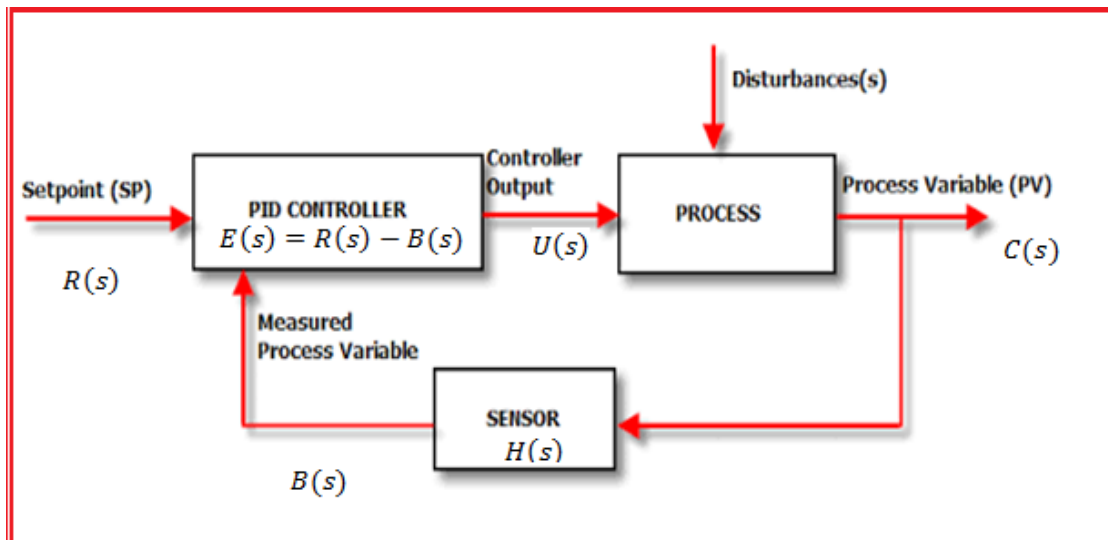 Disturbances(s)
Setpoint (SP)
R(s)
PID CONTROLLER
E(s) = R(s) − B(s)
Controller
Output
U(s)
PROCESS
Process Variable (PV)
C(s)
Measured
Process Variable
SENSOR
H(s)
B(s)